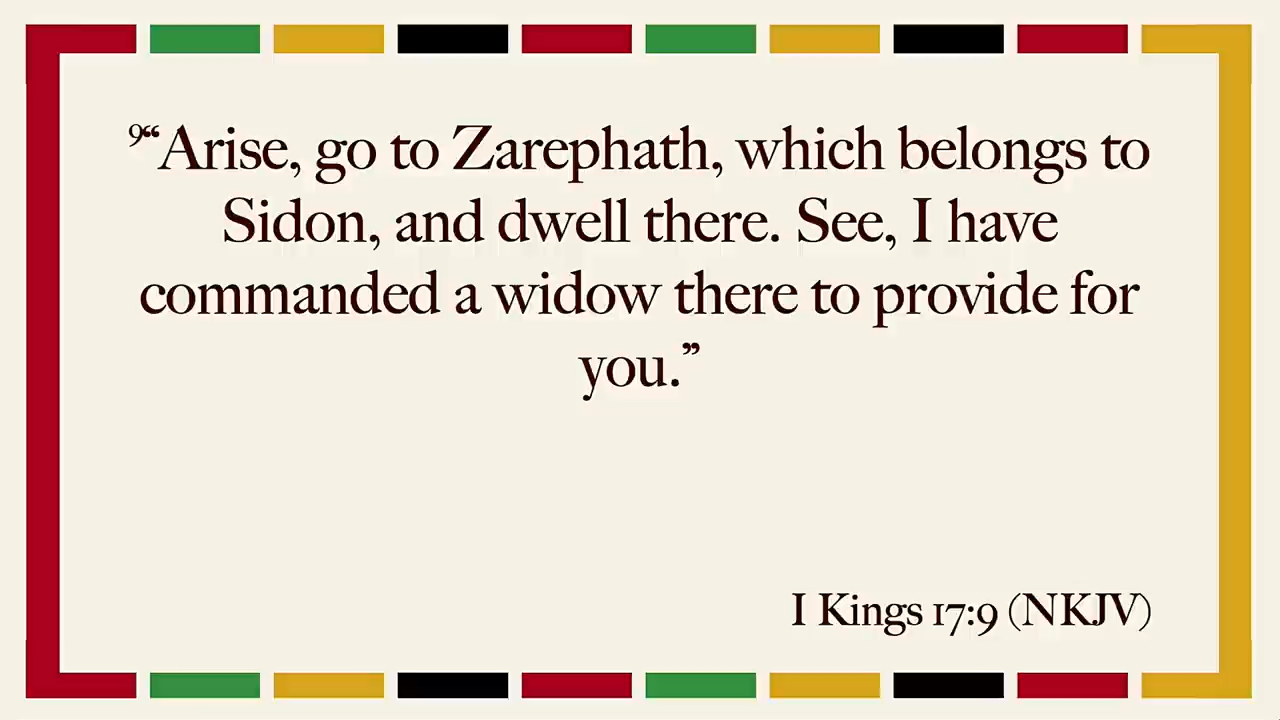 ⁹“Arise, go to Zarephath, which belongs to
Sidon, and dwell there. See, I have
commanded a widow there to provide for
you.”
I Kings 17:9 (NKJV)